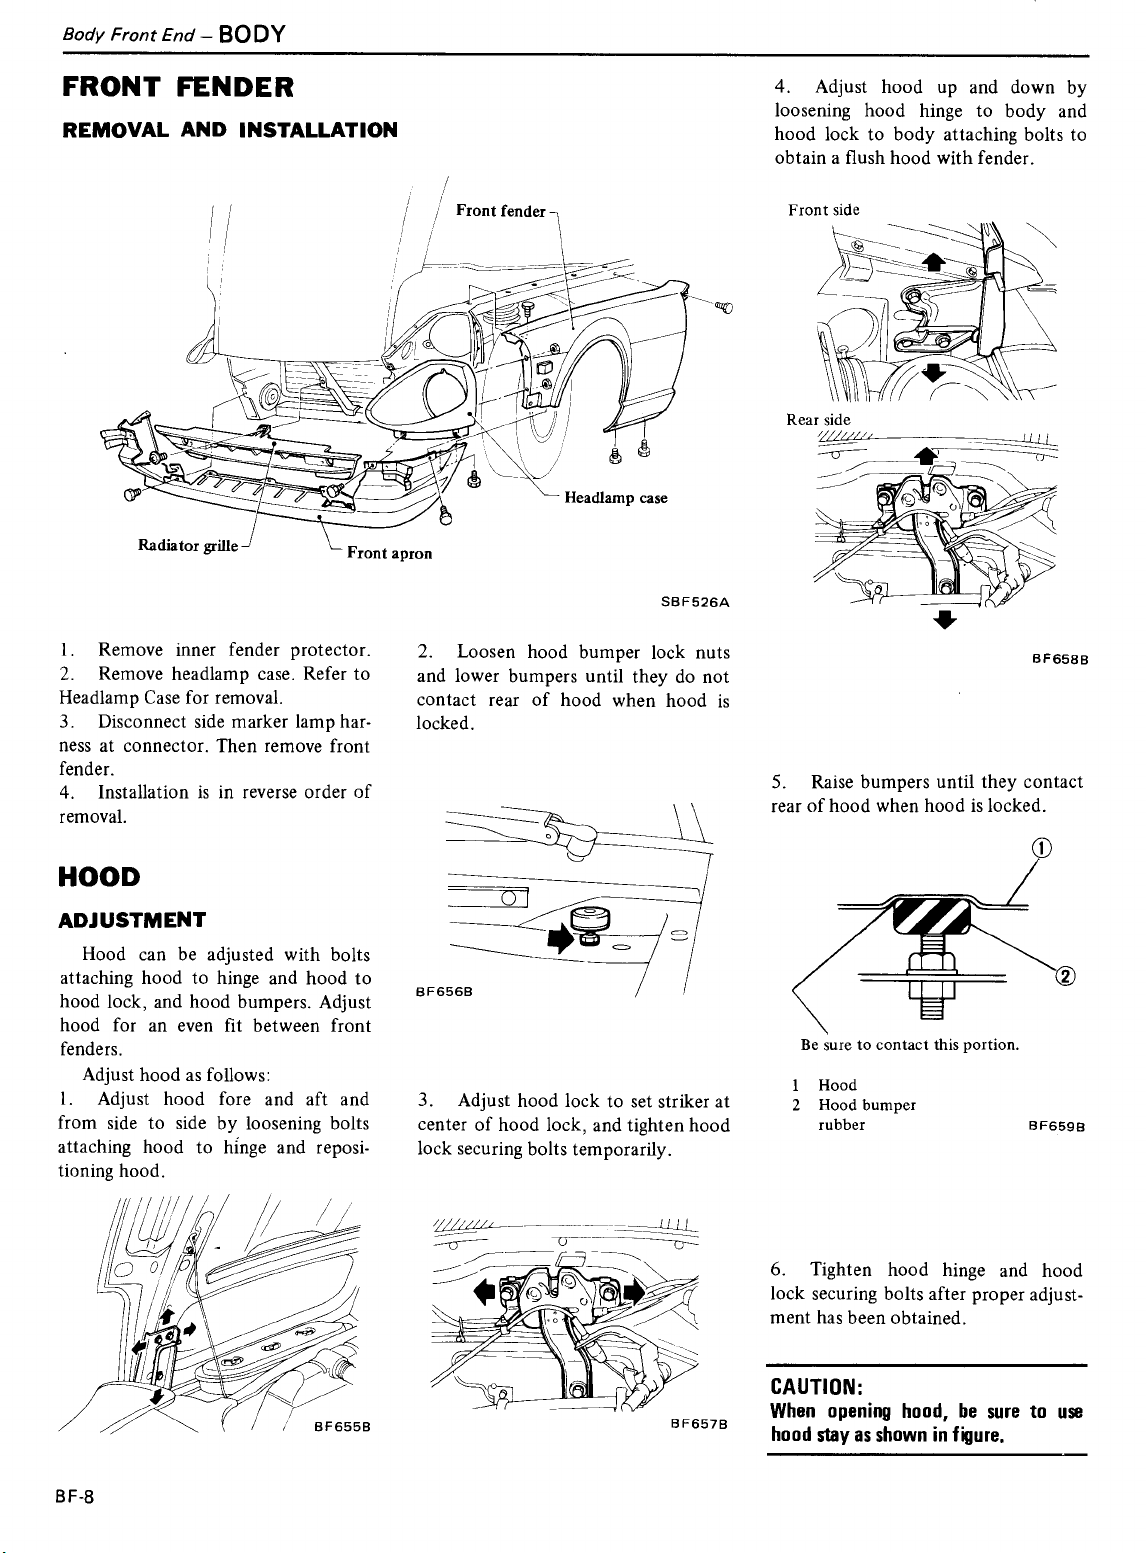 Body Front End – BODY
FRONT FENDER
REMOVAL AND INSTALLATION
Front fender
Headlamp case
Radiator grille
Front apron
SBF526A
1. Remove inner fender protector.
2. Remove headlamp case. Refer to
Headlamp Case for removal.
3. Disconnect side marker lamp har-
ness at connector. Then remove front
fender.
4. Installation is in reverse order of
removal.
HOOD
ADJUSTMENT
Hood can be adjusted with bolts
attaching hood to hinge and hood to
hood lock, and hood bumpers. Adjust
hood for an even fit between front
fenders.
Adjust hood as follows:
1. Adjust hood fore and aft and
from side to side by loosening bolts
attaching hood to hinge and reposi-
tioning hood.
BF655B
2. Loosen hood bumper lock nuts
and lower bumpers until they do not
contact rear of hood when hood is
locked.
BF656B
3. Adjust hood lock to set striker at
center of hood lock, and tighten hood
lock securing bolts temporarily.
BF657B
4. Adjust hood up and down by
loosening hood hinge to body and
hood lock to body attaching bolts to
obtain a flush hood with fender.
Front side
Rear side
BF658B
5. Raise bumpers until they contact
rear of hood when hood is locked.
1
2
Be sure to contact this portion.
1 Hood
2 Hood bumper
rubber
BF659B
6. Tighten hood hinge and hood
lock securing bolts after proper adjust-
ment has been obtained.
CAUTION:
When opening hood, be sure to use
hood stay as shown in figure.
BF-8